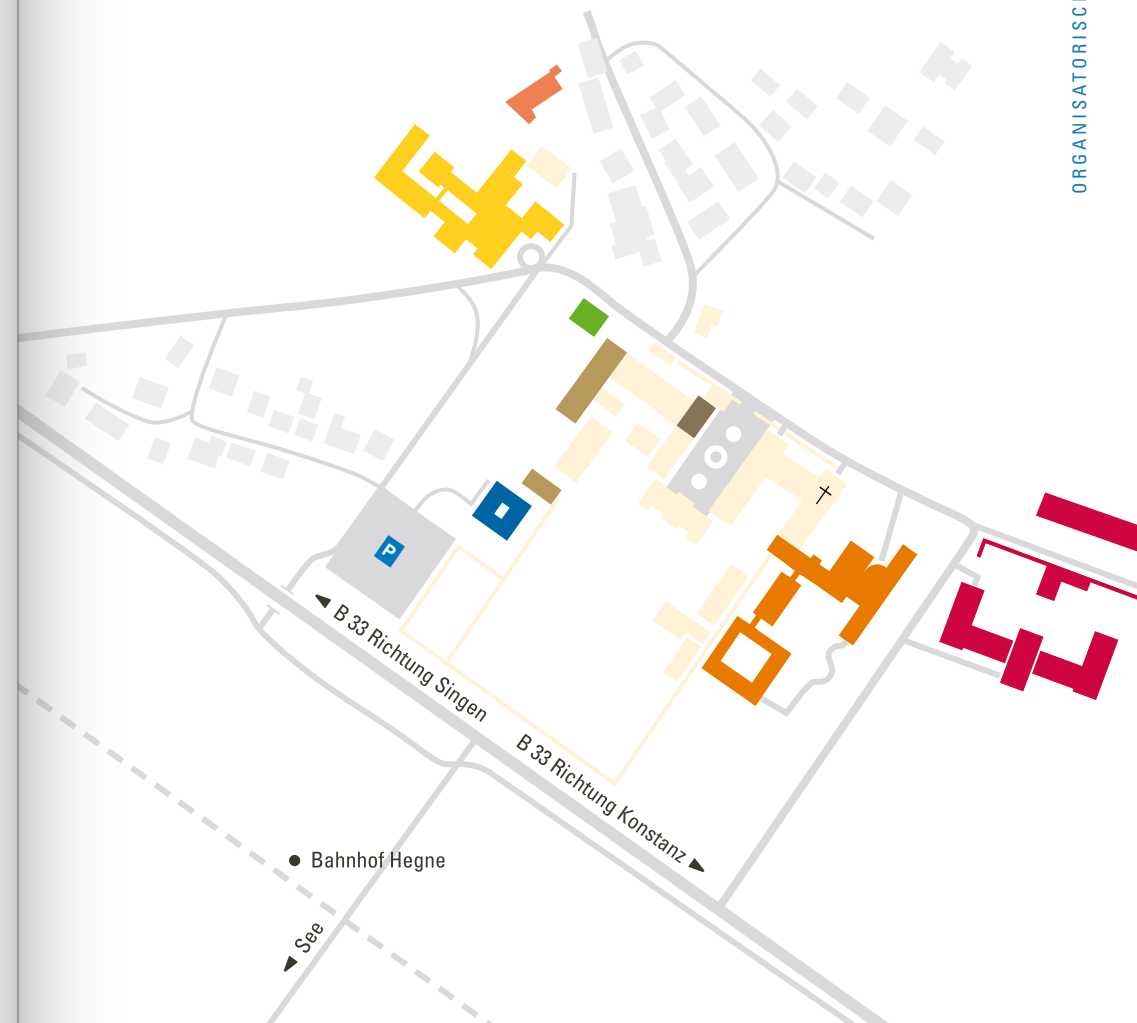 ORGANISATORISC
P
B 33 Richtung Singen
B 33 Richtung Konstanz
Bahnhof Hegne
See